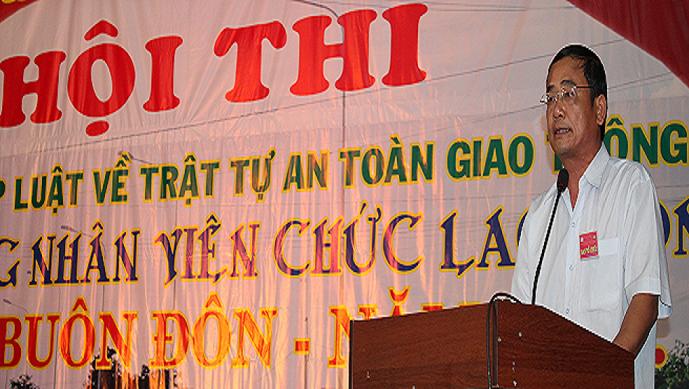 HỘI THI
LUẬT VỀ TRẬT TỰ AN TOÀN GIAO
NHÂN VIÊN CHỨC LAO
BUÔN ĐÔN -